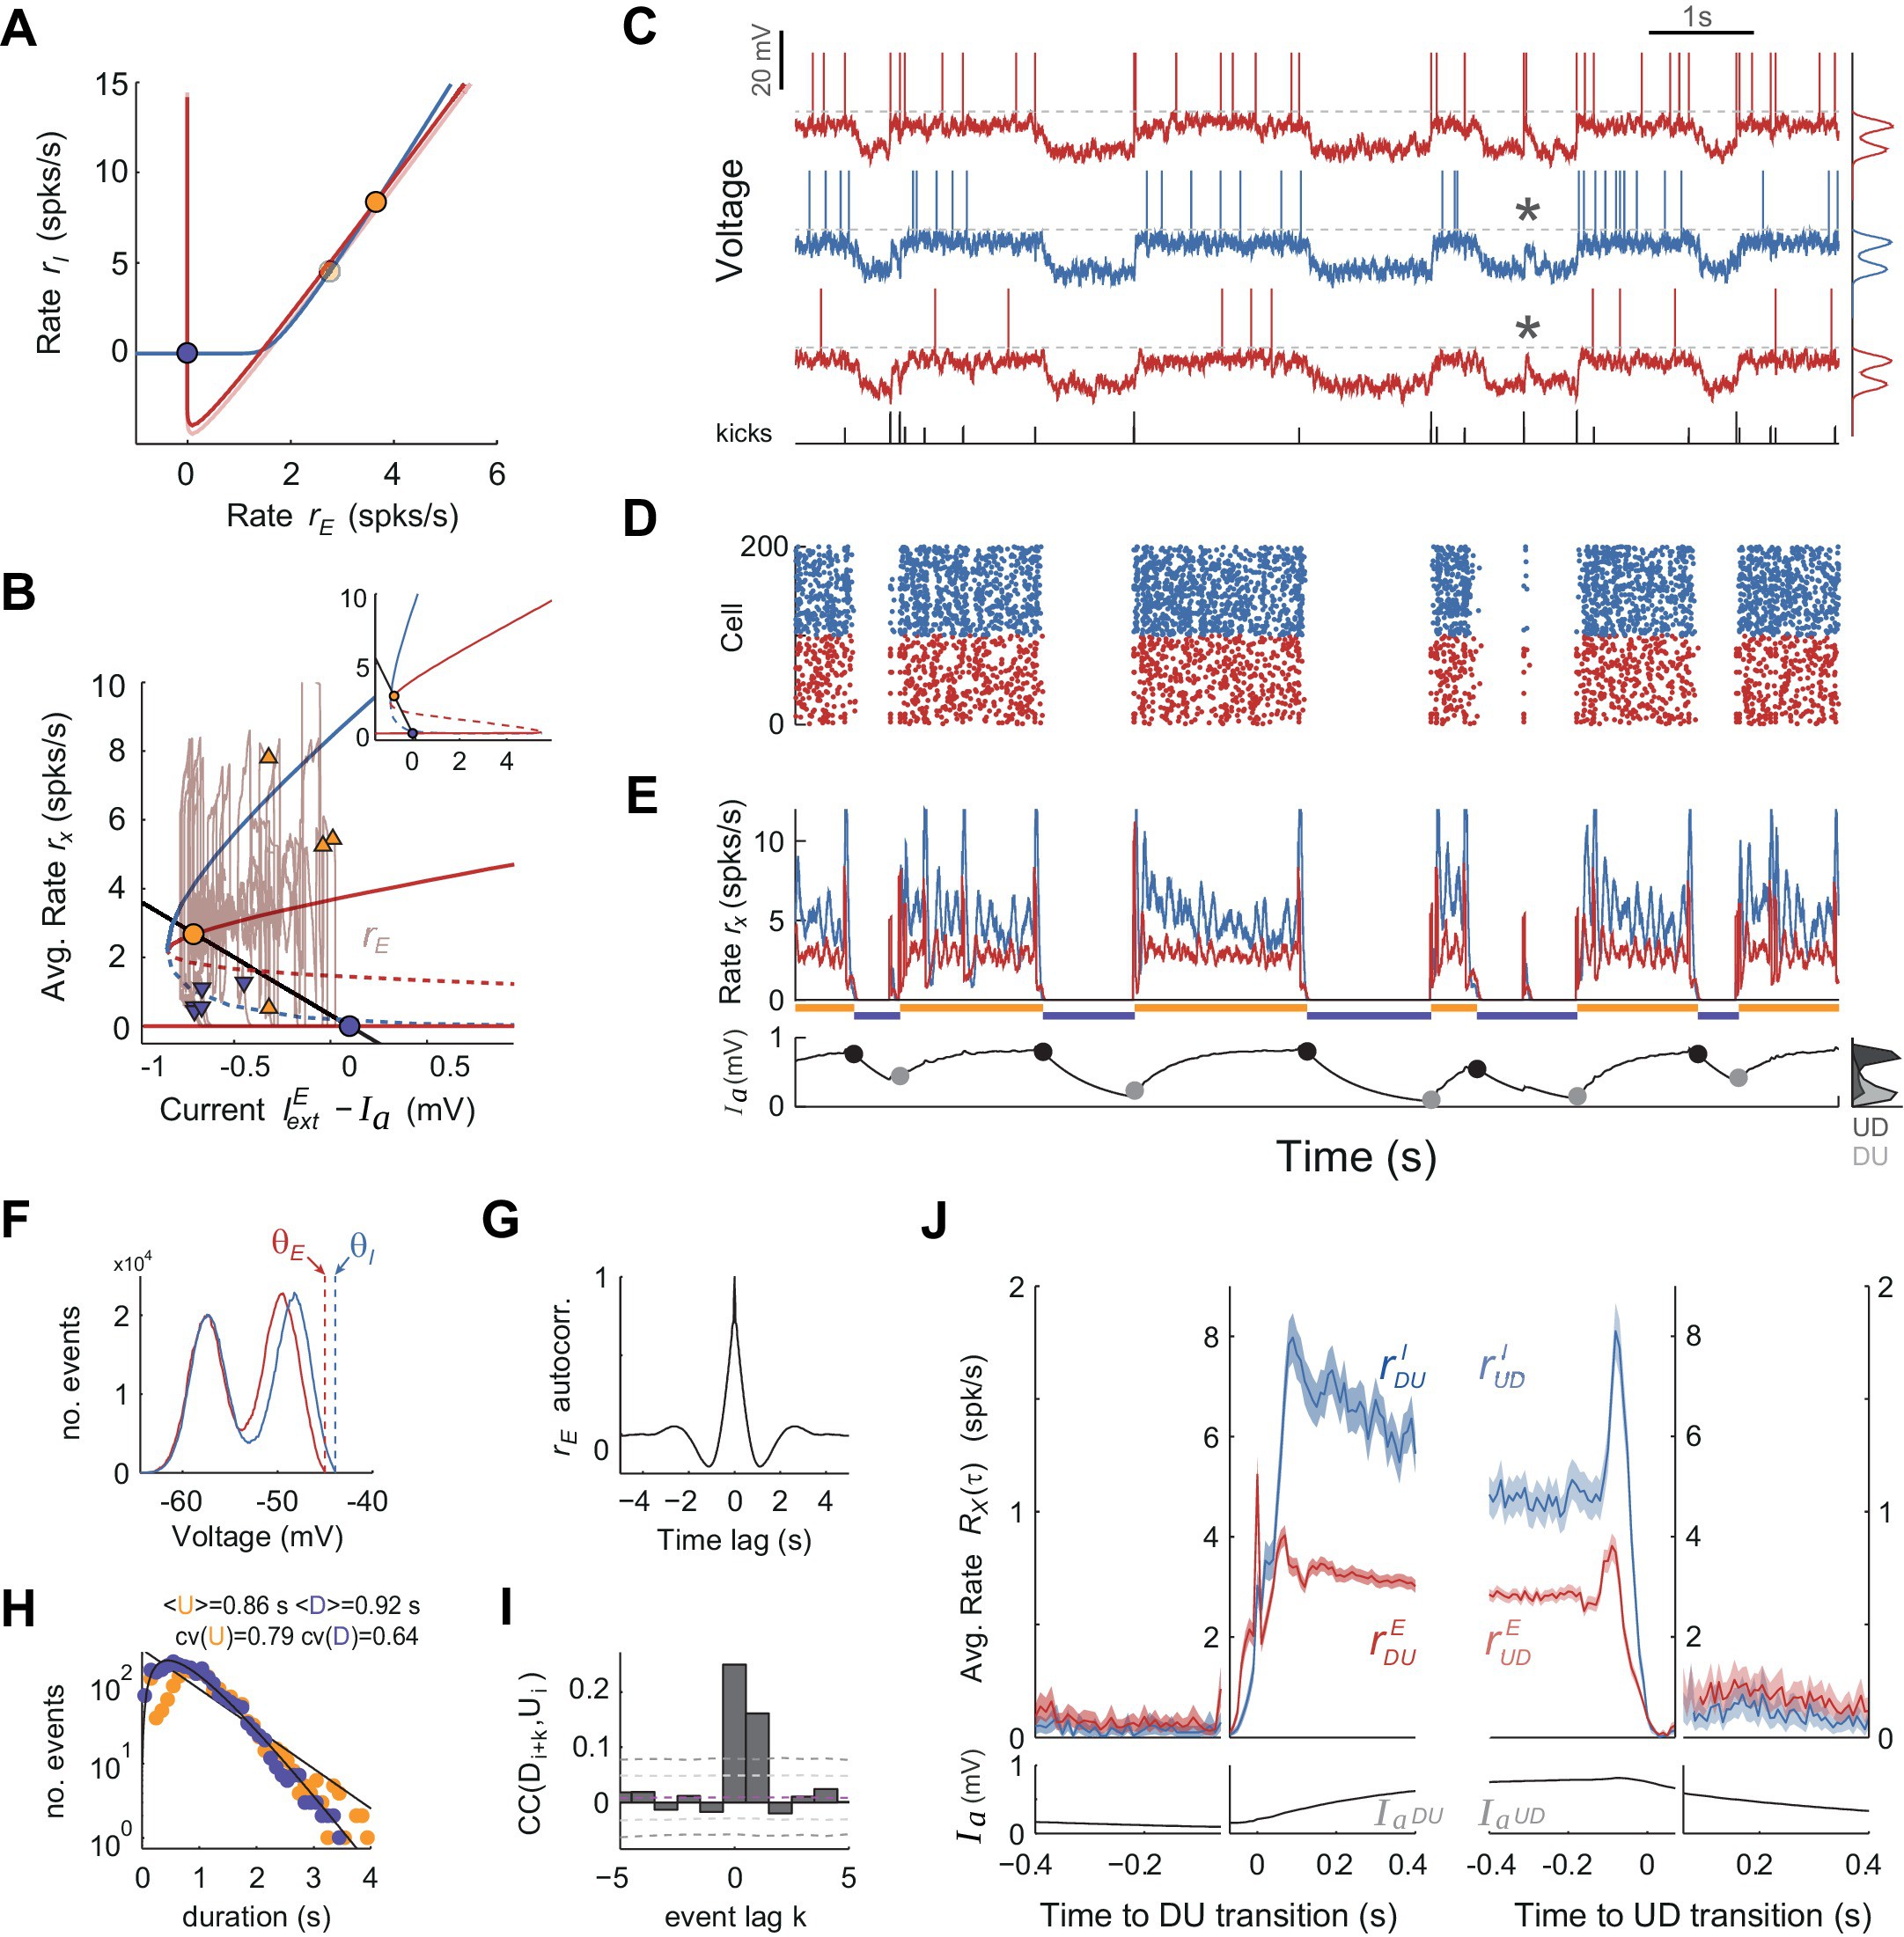 A
15
10
5
0
Rate r_I (spks/s)
0 2 4 6
Rate r_E (spks/s)
B
10
8
6
4
2
0
Avg. Rate r_x (spks/s)
10
5
0
0 2 4
r_E
-1 -0.5 0 0.5
Current I^E_ext − I_a (mV)
C
20 mV
1s
Voltage
*
*
kicks
D
200
0
Cell
E
10
5
0
Rate r_x (spks/s)
1
0
I_a (mV)
Time (s)
UD
DU
F
θ_E θ_I
x10^4
2
1
0
no. events
-60 -50 -40
Voltage (mV)
G
1
0
r_E autocorr.
−4 −2 0 2 4
Time lag (s)
H
<U>=0.86 s <D>=0.92 s
cv(U)=0.79 cv(D)=0.64
10^2
10^1
10^0
no. events
0 1 2 3 4
duration (s)
I
0.2
0.1
0
CC(D_i+k,U_i)
−5 0 5
event lag k
J
2
1
0
Avg. Rate R_X(τ) (spk/s)
8
6
4
2
r^I_DU r^I_UD
r^E_DU r^E_UD
8
6
4
2
2
1
0
1
0
I_a (mV)
I_a DU I_a UD
−0.4 −0.2 0 0.2 0.4
-0.4 -0.2 0 0.2 0.4
Time to DU transition (s) Time to UD transition (s)